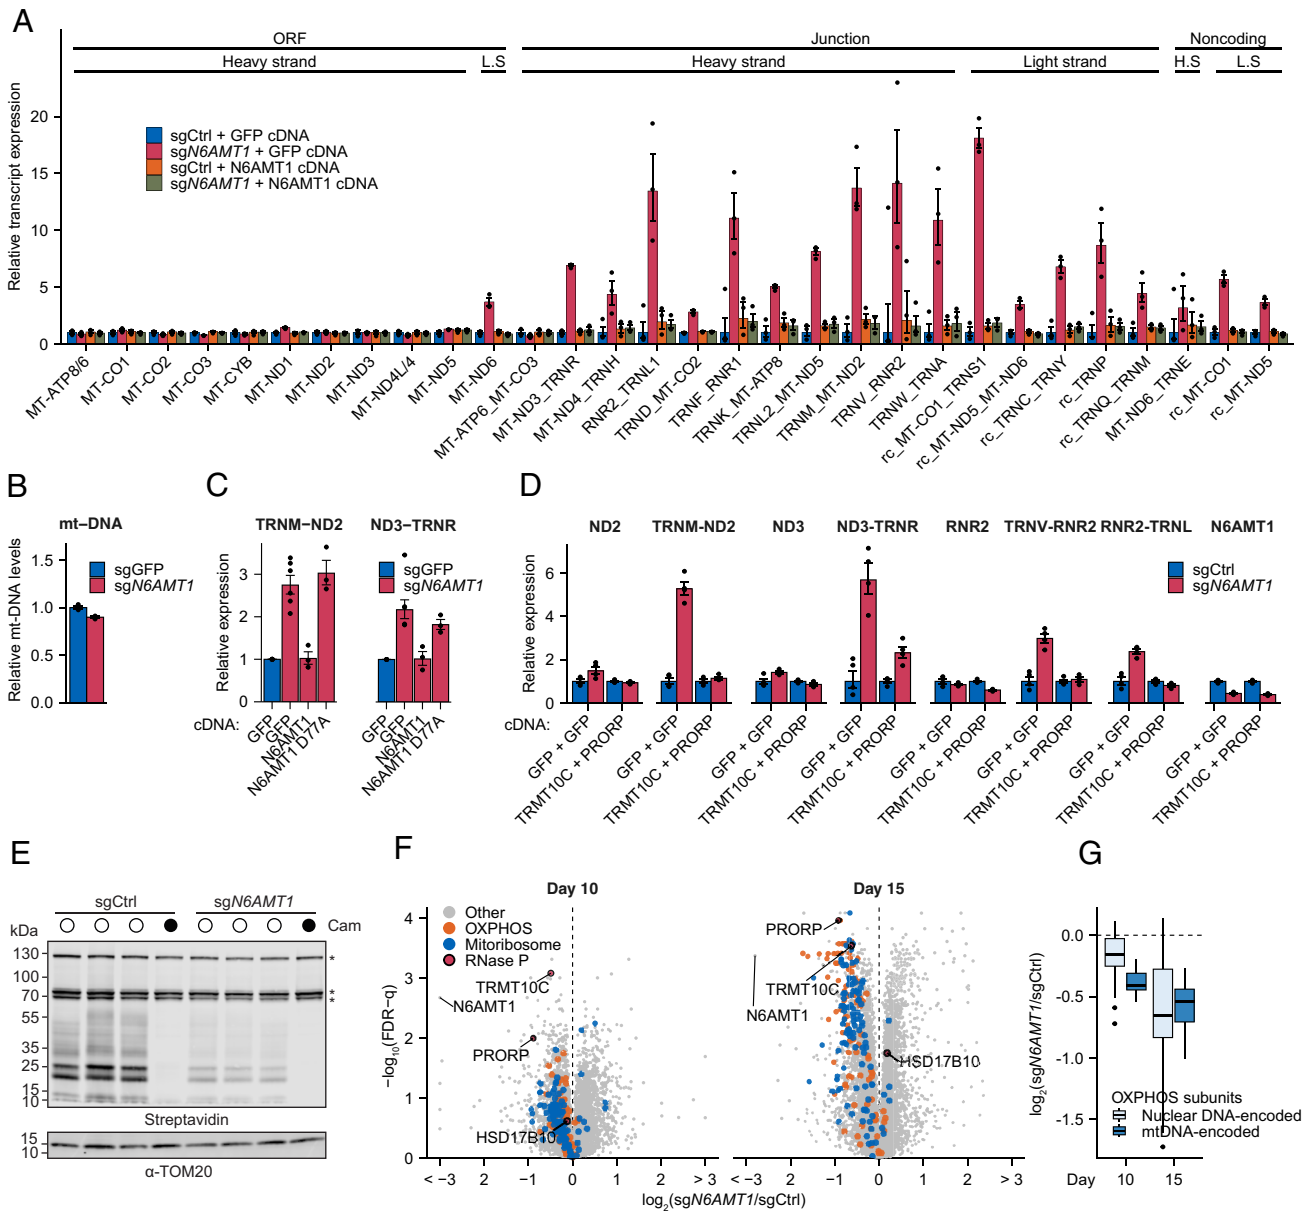 A
ORF
Junction
Noncoding
Heavy strand
L.S
Heavy strand
Light strand
H.S
L.S
Relative transcript expression
20
15
10
5
0
sgCtrl + GFP cDNA
sgN6AMT1 + GFP cDNA
sgCtrl + N6AMT1 cDNA
sgN6AMT1 + N6AMT1 cDNA
MT-ATP8/6
MT-CO1
MT-CO2
MT-CO3
MT-CYB
MT-ND1
MT-ND2
MT-ND3
MT-ND4L/4
MT-ND5
MT-ND6
MT-ATP6_MT-CO3
MT-ND3_TRNR
MT-ND4_TRNH
RNR2_TRNL1
TRND_MT-CO2
TRNF_RNR1
TRNK_MT-ATP8
TRNL2_MT-ND5
TRNM_MT-ND2
TRNV_RNR2
TRNW_TRNA
rc_MT-CO1_TRNS1
rc_MT-ND5_MT-ND6
rc_TRNC_TRNY
rc_TRNP
rc_TRNQ_TRNM
MT-ND6_TRNE
rc_MT-CO1
rc_MT-ND5
B
mt–DNA
Relative mt-DNA levels
1.5
1.0
0.5
0.0
sgGFP
sgN6AMT1
C
TRNM–ND2
ND3–TRNR
Relative expression
3
2
1
0
sgGFP
sgN6AMT1
cDNA:
GFP
GFP
N6AMT1
N6AMT1 D77A
GFP
GFP
N6AMT1
N6AMT1 D77A
D
ND2
TRNM-ND2
ND3
ND3-TRNR
RNR2
TRNV-RNR2
RNR2-TRNL
N6AMT1
Relative expression
6
4
2
0
sgCtrl
sgN6AMT1
cDNA:
GFP + GFP
TRMT10C + PRORP
GFP + GFP
TRMT10C + PRORP
GFP + GFP
TRMT10C + PRORP
GFP + GFP
TRMT10C + PRORP
GFP + GFP
TRMT10C + PRORP
GFP + GFP
TRMT10C + PRORP
GFP + GFP
TRMT10C + PRORP
GFP + GFP
TRMT10C + PRORP
E
sgCtrl
sgN6AMT1
kDa
Cam
130
70
55
35
25
15
10
*
*
*
Streptavidin
15
10
α-TOM20
F
Day 10
Day 15
−log10(FDR−q)
4
3
2
1
0
Other
OXPHOS
Mitoribosome
RNase P
TRMT10C
N6AMT1
PRORP
HSD17B10
PRORP
TRMT10C
N6AMT1
HSD17B10
< −3
−2
−1
0
1
2
> 3
< −3
−2
−1
0
1
2
> 3
log2(sgN6AMT1/sgCtrl)
G
log2(sgN6AMT1/sgCtrl)
0.0
-0.5
-1.0
-1.5
OXPHOS subunits
Nuclear DNA-encoded
mtDNA-encoded
Day
10
15